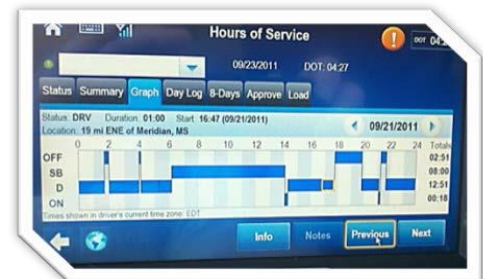 Hours of Service
DOT 04:2
09/23/2011 DOT: 04:27
Status Summary Graph Day Log 8-Days Approve Load
Status: DRV Duration: 01:00 Start: 16:47 (09/21/2011)
Location: 19 mi ENE of Meridian, MS
09/21/2011
0 2 4 6 8 10 12 14 16 18 20 22 24 Totals
OFF 02:51
SB 08:00
D 12:51
ON 00:18
Times shown in driver's current time zone: EDT
Info Notes Previous Next